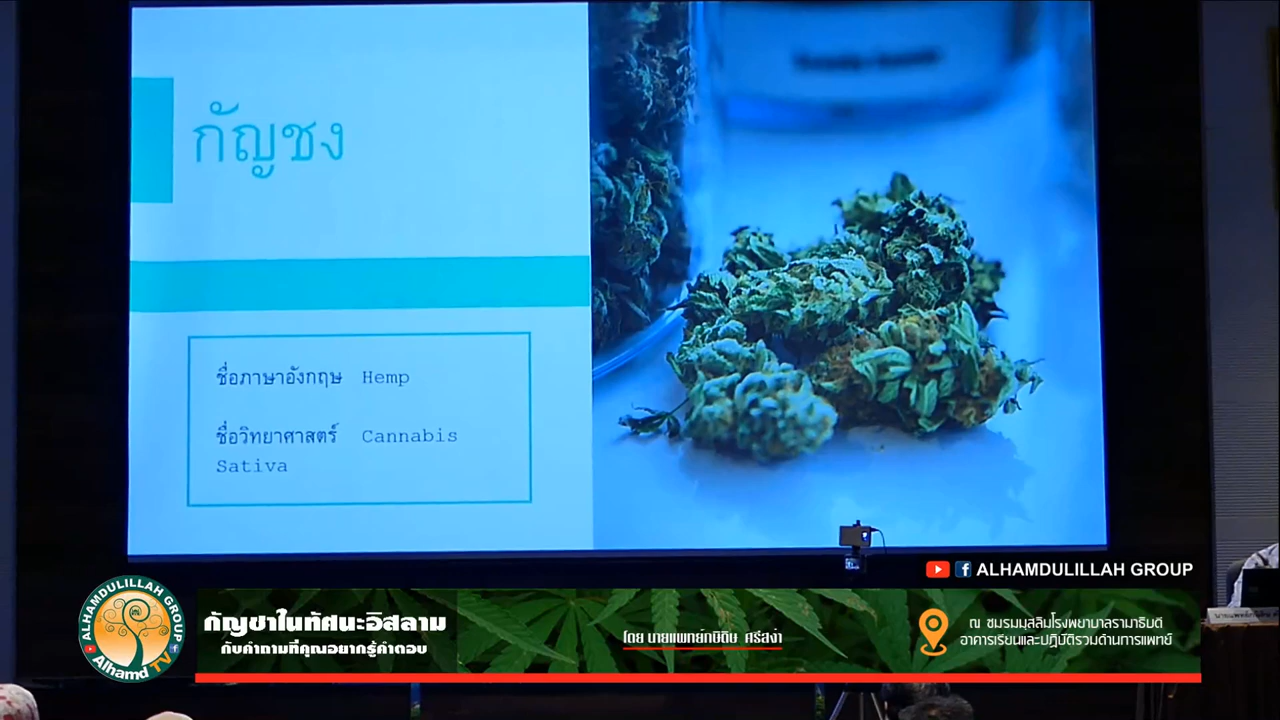 กัญชง
ชื่อภาษาอังกฤษ Hemp
ชื่อวิทยาศาสตร์ Cannabis
Sativa
ALHAMDULILLAH GROUP
ALHAMDULILLAH GROUP
Alhamd TV
กัญชาในทัศนะอิสลาม
กับคำถามที่คุณอยากรู้คำตอบ
โดย นายแพทย์กษิดิษ ศรีสง่า
ณ ชมรมมุสลิมโรงพยาบาลรามาธิบดี
อาคารเรียนและปฏิบัติรวมด้านการแพทย์